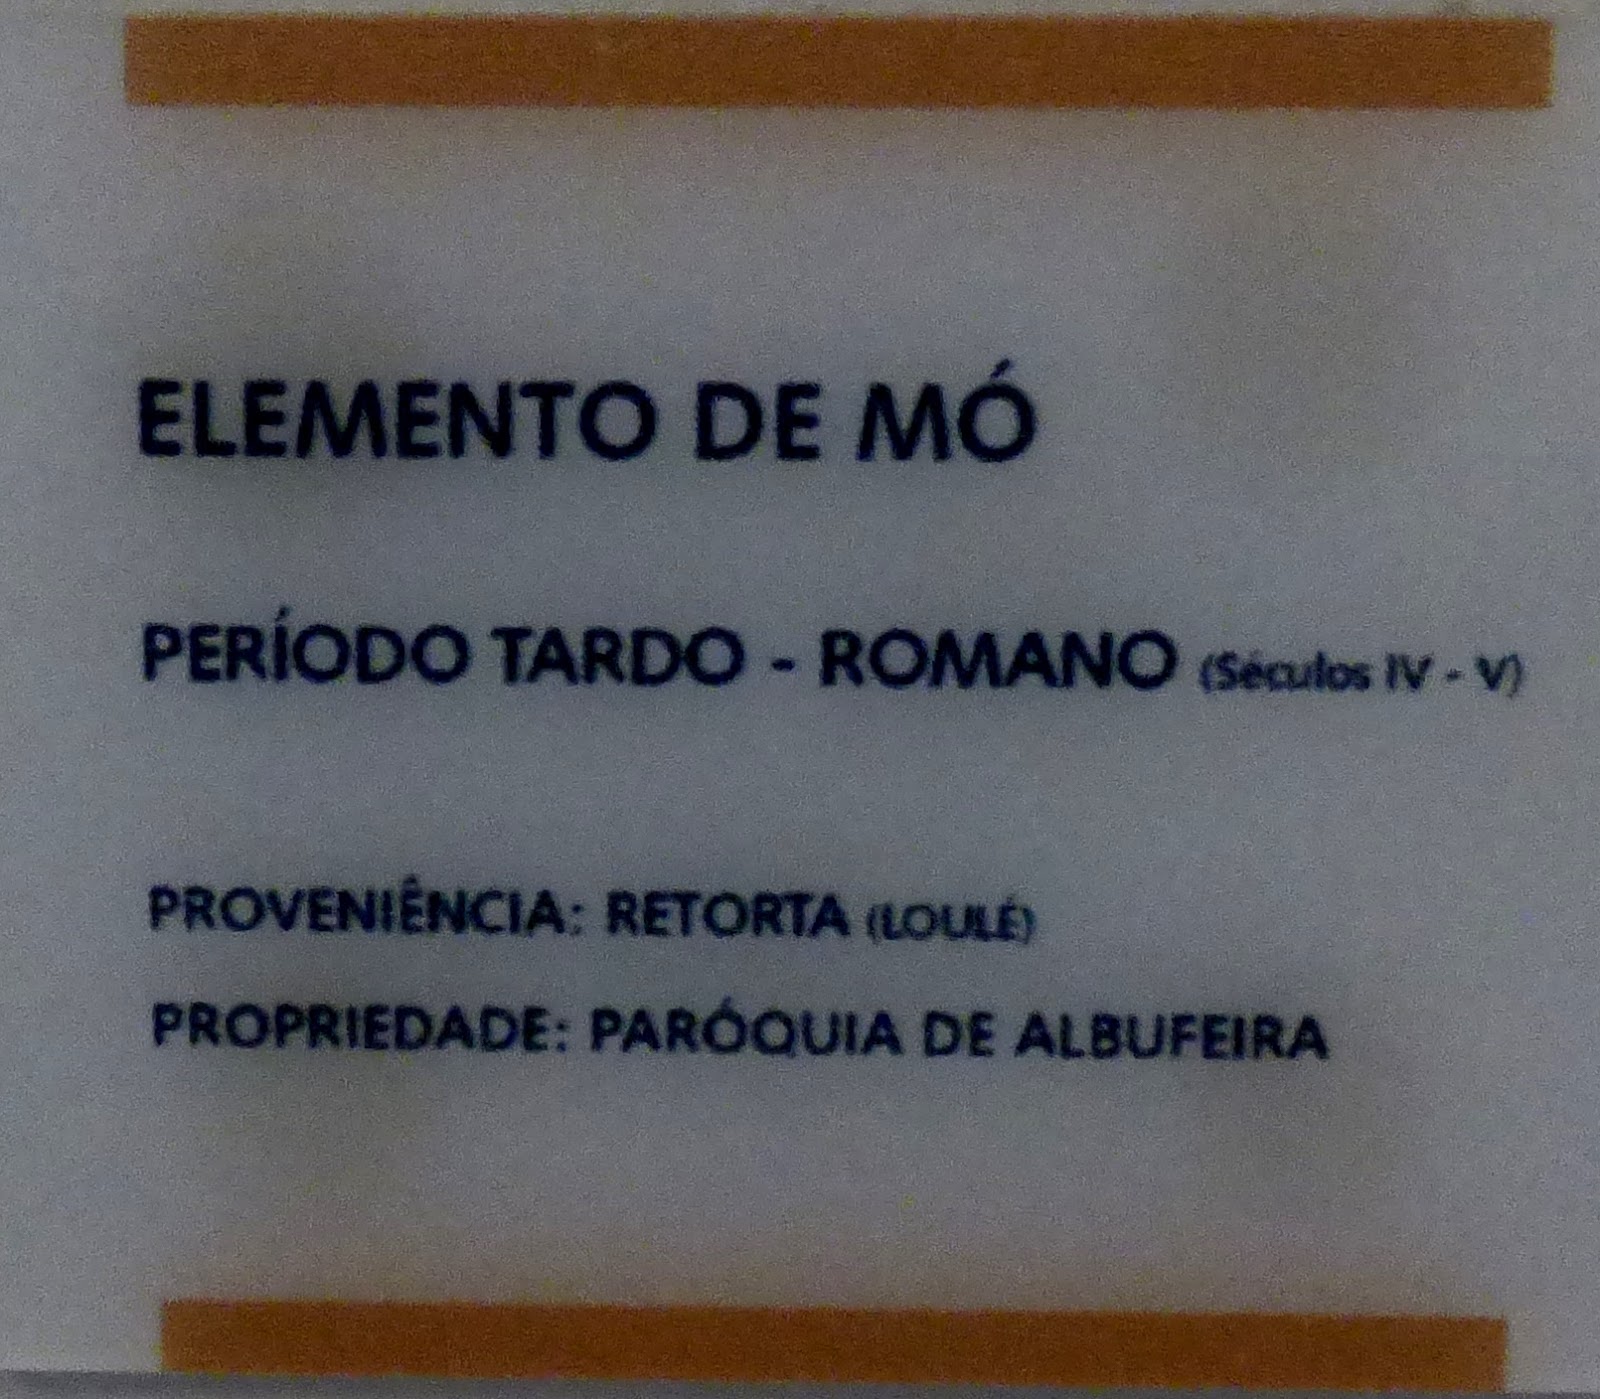 ELEMENTO DE MÓ
PERÍODO TARDO - ROMANO (Séculos IV - V)
PROVENIÊNCIA: RETORTA (LOULÉ)
PROPRIEDADE: PARÓQUIA DE ALBUFEIRA